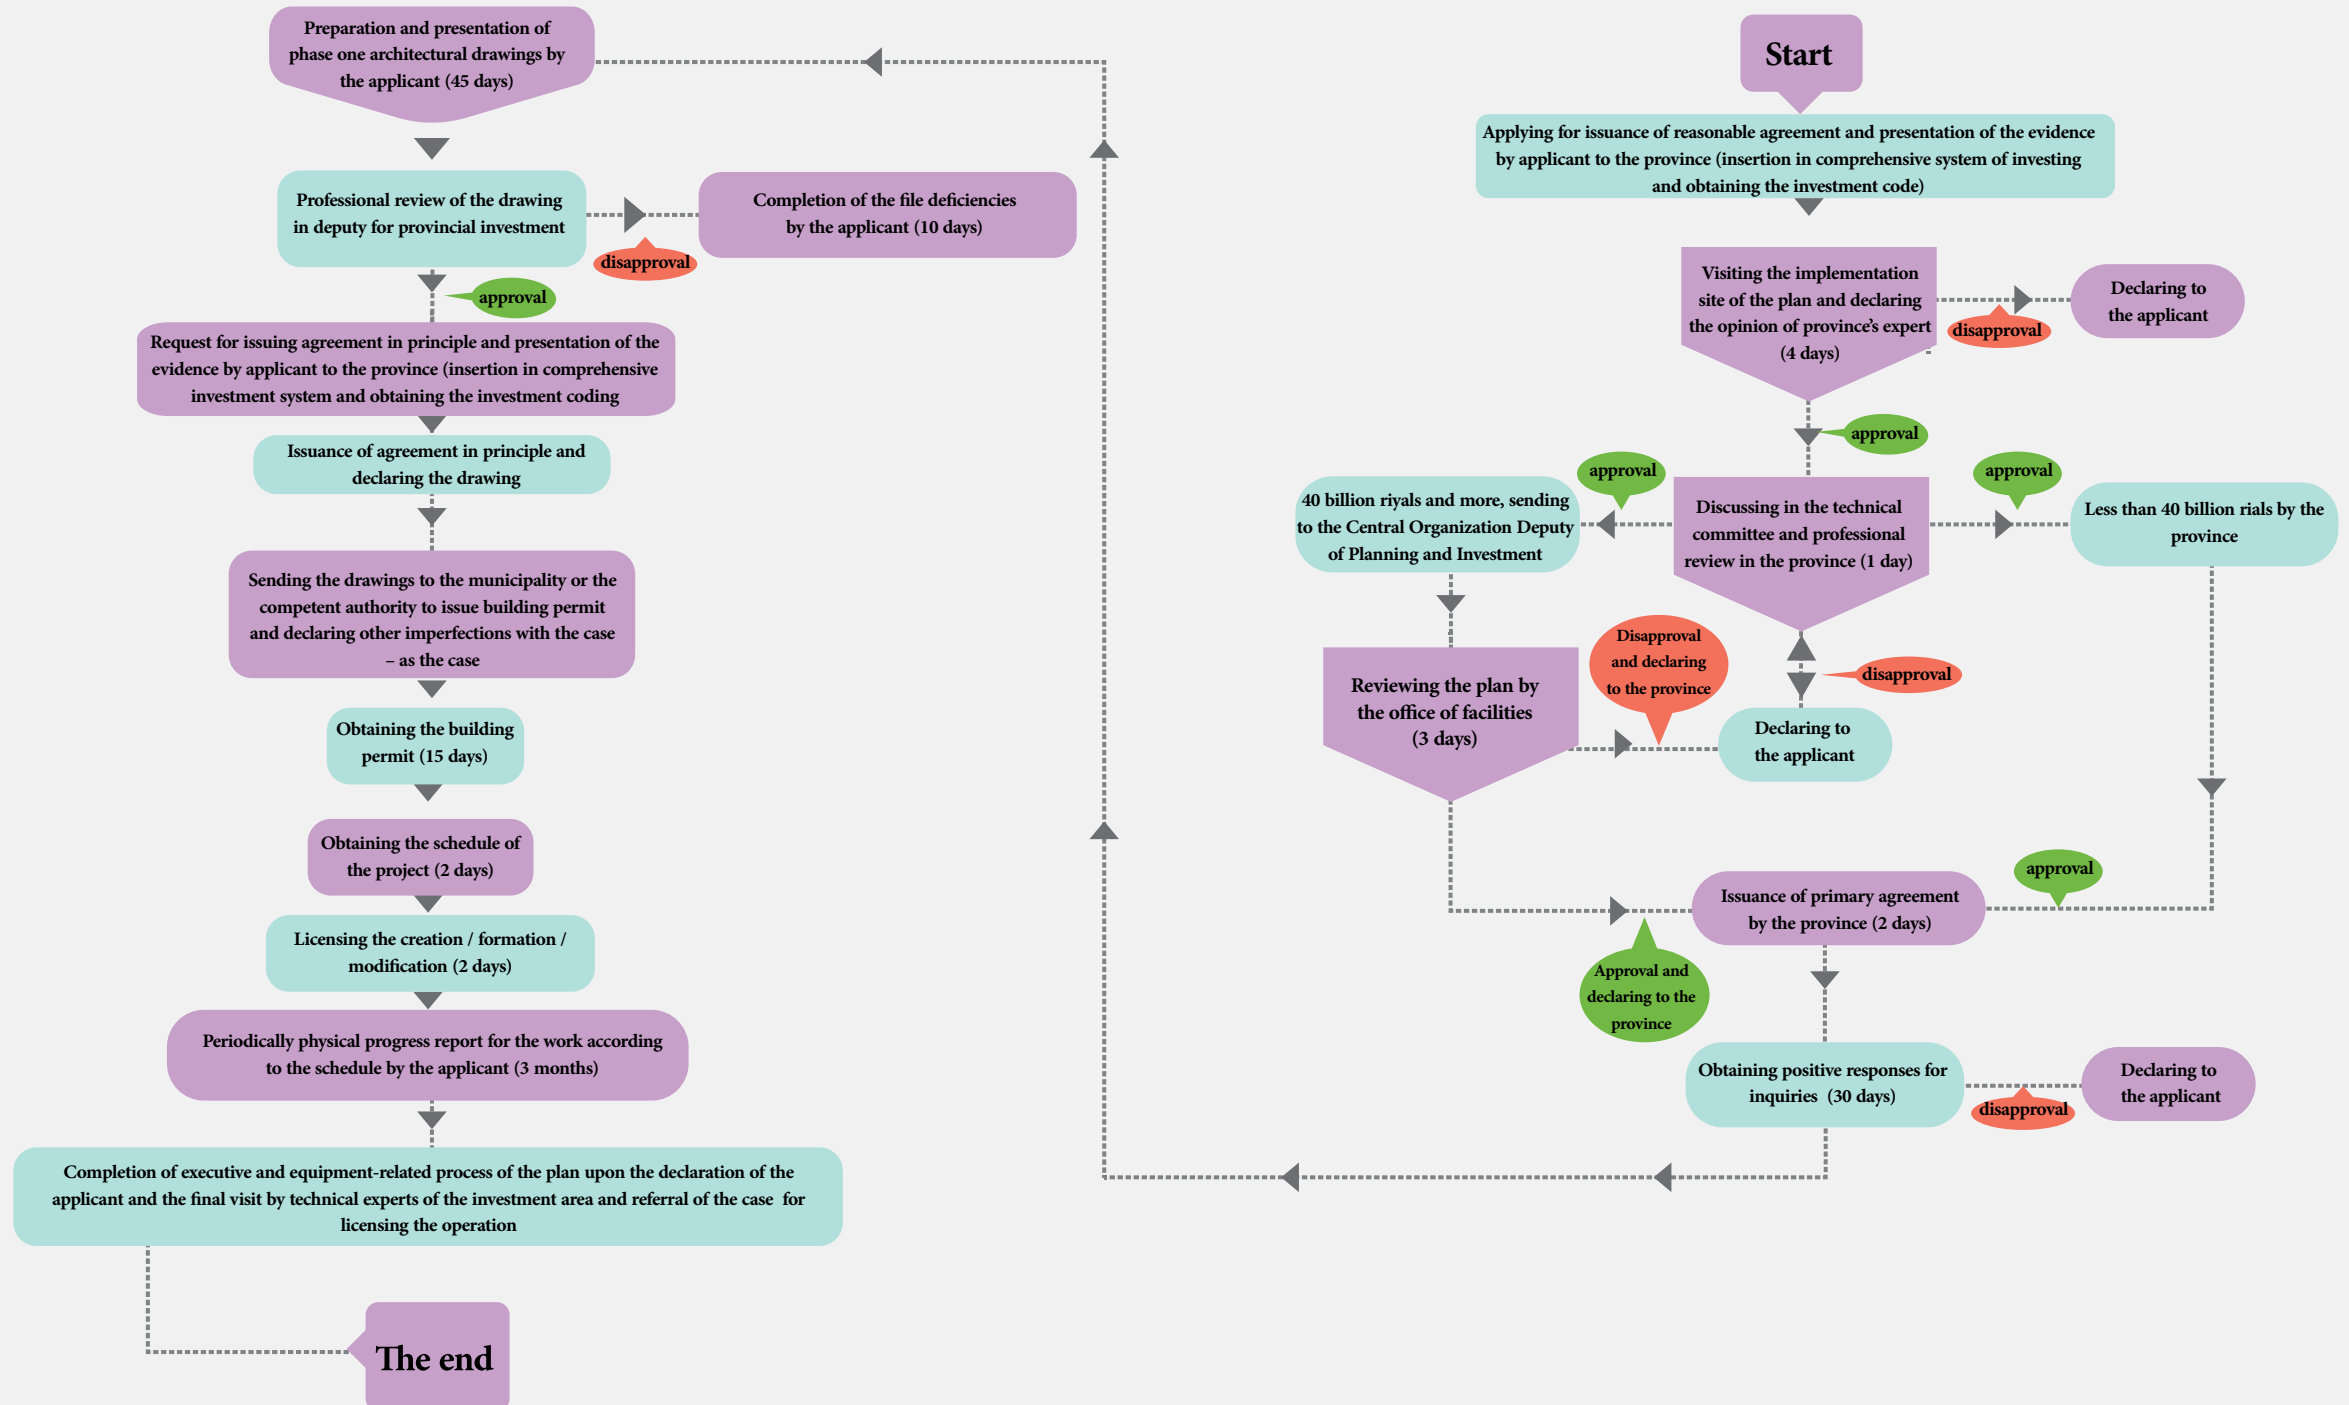 Start
Applying for issuance of reasonable agreement and presentation of the evidence
by applicant to the province (insertion in comprehensive system of investing
and obtaining the investment code)
Visiting the implementation
site of the plan and declaring
the opinion of province's expert
(4 days)
disapproval
Declaring to
the applicant
approval
Discussing in the technical
committee and professional
review in the province (1 day)
approval
40 billion riyals and more, sending
to the Central Organization Deputy
of Planning and Investment
approval
Less than 40 billion rials by the
province
disapproval
Declaring to
the applicant
Reviewing the plan by
the office of facilities
(3 days)
Disapproval
and declaring
to the province
Approval and
declaring to the
province
approval
Issuance of primary agreement
by the province (2 days)
Obtaining positive responses for
inquiries (30 days)
disapproval
Declaring to
the applicant
Preparation and presentation of
phase one architectural drawings by
the applicant (45 days)
Professional review of the drawing
in deputy for provincial investment
disapproval
Completion of the file deficiencies
by the applicant (10 days)
approval
Request for issuing agreement in principle and presentation of the
evidence by applicant to the province (insertion in comprehensive
investment system and obtaining the investment coding
Issuance of agreement in principle and
declaring the drawing
Sending the drawings to the municipality or the
competent authority to issue building permit
and declaring other imperfections with the case
– as the case
Obtaining the building
permit (15 days)
Obtaining the schedule of
the project (2 days)
Licensing the creation / formation /
modification (2 days)
Periodically physical progress report for the work according
to the schedule by the applicant (3 months)
Completion of executive and equipment-related process of the plan upon the declaration of the
applicant and the final visit by technical experts of the investment area and referral of the case for
licensing the operation
The end